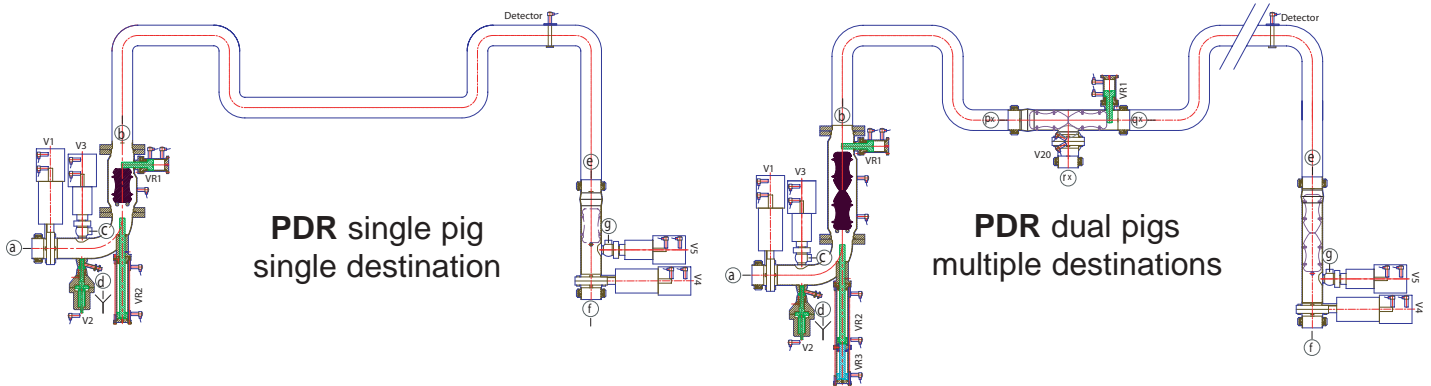 Detector
b
V1
V3
VR1
c
a
d
VR2
V2
e
g
V5
V4
f
PDR single pig
single destination
Detector
b
V1
V3
VR1
c
a
d
VR2
V2
VR3
VR1
px
qx
V20
rx
e
g
V5
V4
f
PDR dual pigs
multiple destinations